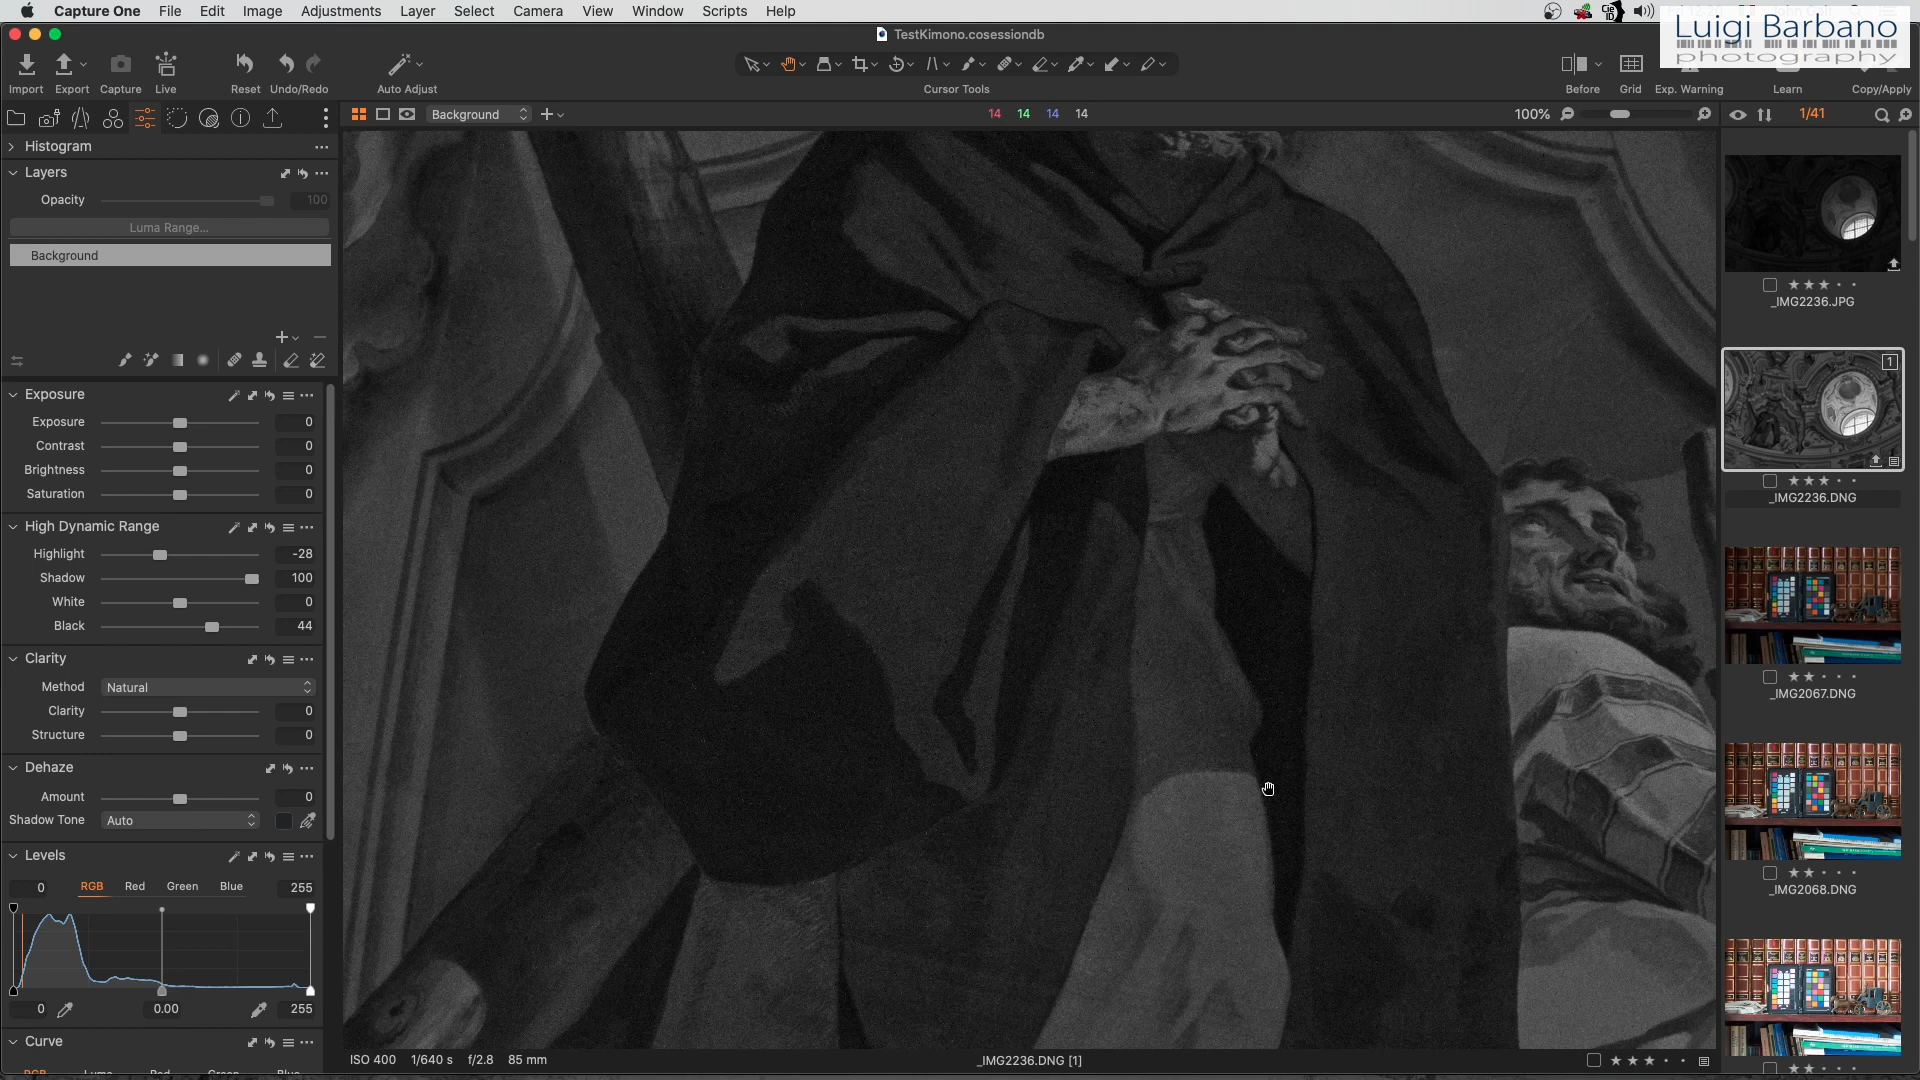 Capture One File Edit Image Adjustments Layer Select Camera View Window Scripts Help
TestKimono.cosessiondb
Luigi Barbano
photography
Import Export Capture Live Reset Undo/Redo Auto Adjust Cursor Tools Before Grid Exp. Warning Learn Copy/Apply
Background 14 14 14 14 100% 1/41
Histogram
Layers
Opacity 100
Luma Range...
Background
Exposure
Exposure 0
Contrast 0
Brightness 0
Saturation 0
High Dynamic Range
Highlight -28
Shadow 100
White 0
Black 44
Clarity
Method Natural
Clarity 0
Structure 0
Dehaze
Amount 0
Shadow Tone Auto
Levels
0 RGB Red Green Blue 255
0 0.00 255
Curve
RGB Luma Red Green Blue
ISO 400 1/640 s f/2.8 85 mm
_IMG2236.DNG [1]
_IMG2236.JPG
1
_IMG2236.DNG
_IMG2067.DNG
_IMG2068.DNG